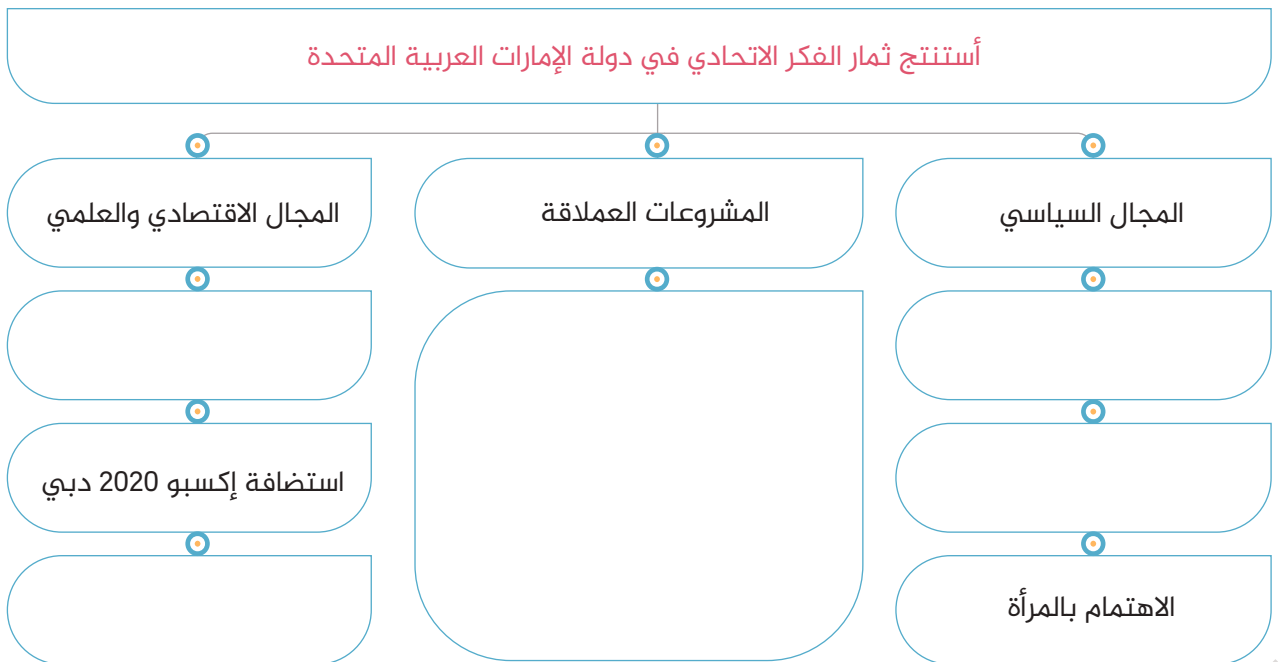 أستنتج ثمار الفكر الاتحادي في دولة الإمارات العربية المتحدة
المجال السياسي
المشروعات العملاقة
المجال الاقتصادي والعلمي
استضافة إكسبو 2020 دبي
الاهتمام بالمرأة